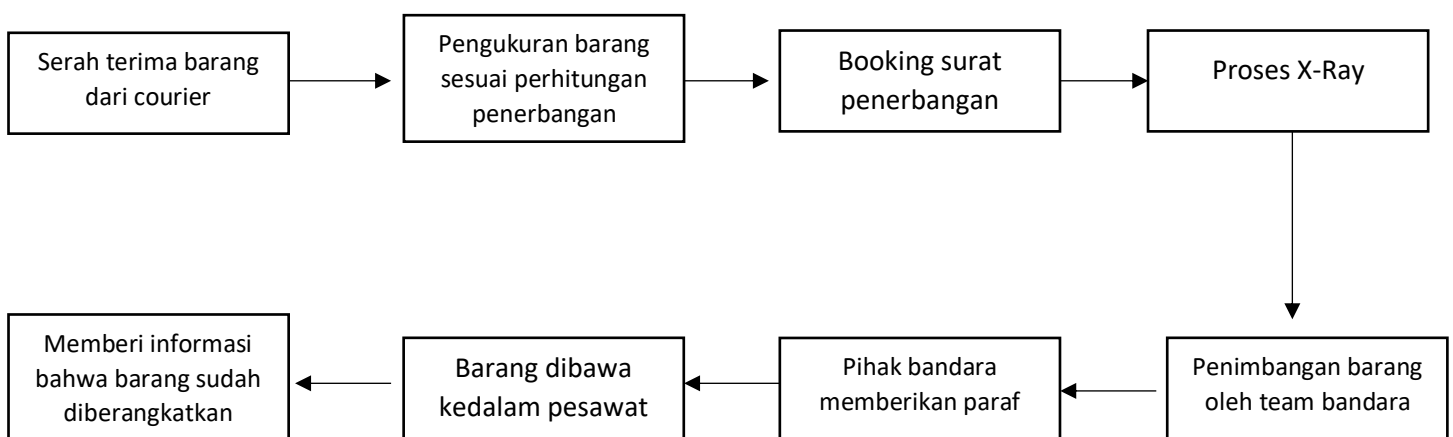 Serah terima barang
dari courier
Pengukuran barang
sesuai perhitungan
penerbangan
Booking surat
penerbangan
Proses X-Ray
Penimbangan barang
oleh team bandara
Pihak bandara
memberikan paraf
Barang dibawa
kedalam pesawat
Memberi informasi
bahwa barang sudah
diberangkatkan